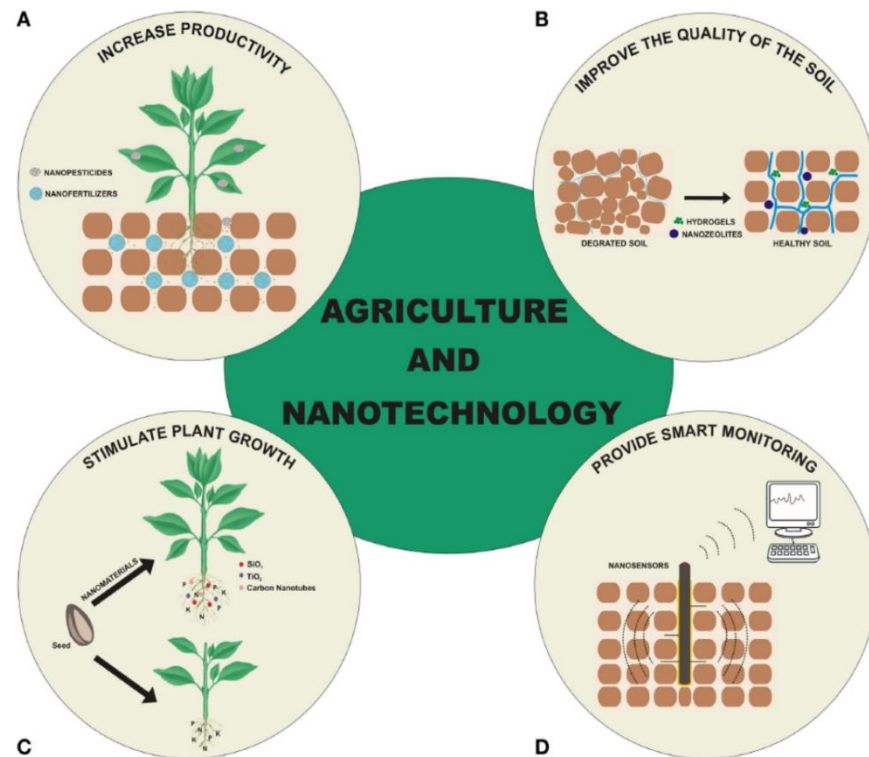 A
INCREASE PRODUCTIVITY
NANOPESTICIDES
NANOFERTILIZERS
B
IMPROVE THE QUALITY OF THE SOIL
DEGRATED SOIL
HYDROGELS
NANOZEOLITES
HEALTHY SOIL
AGRICULTURE
AND
NANOTECHNOLOGY
STIMULATE PLANT GROWTH
NANOMATERIALS
Seed
SiO₂
TiO₂
Carbon Nanotubes
P
K
N
P
K
K
N
P
K
P
K
N
C
PROVIDE SMART MONITORING
NANOSENSORS
D